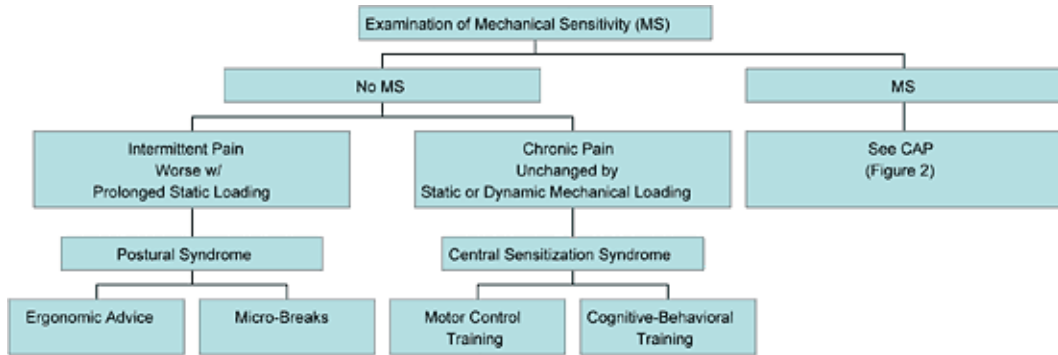 Examination of Mechanical Sensitivity (MS)
No MS
MS
Intermittent Pain
Worse w/
Prolonged Static Loading
Chronic Pain
Unchanged by
Static or Dynamic Mechanical Loading
See CAP
(Figure 2)
Postural Syndrome
Central Sensitization Syndrome
Ergonomic Advice
Micro-Breaks
Motor Control
Training
Cognitive-Behavioral
Training